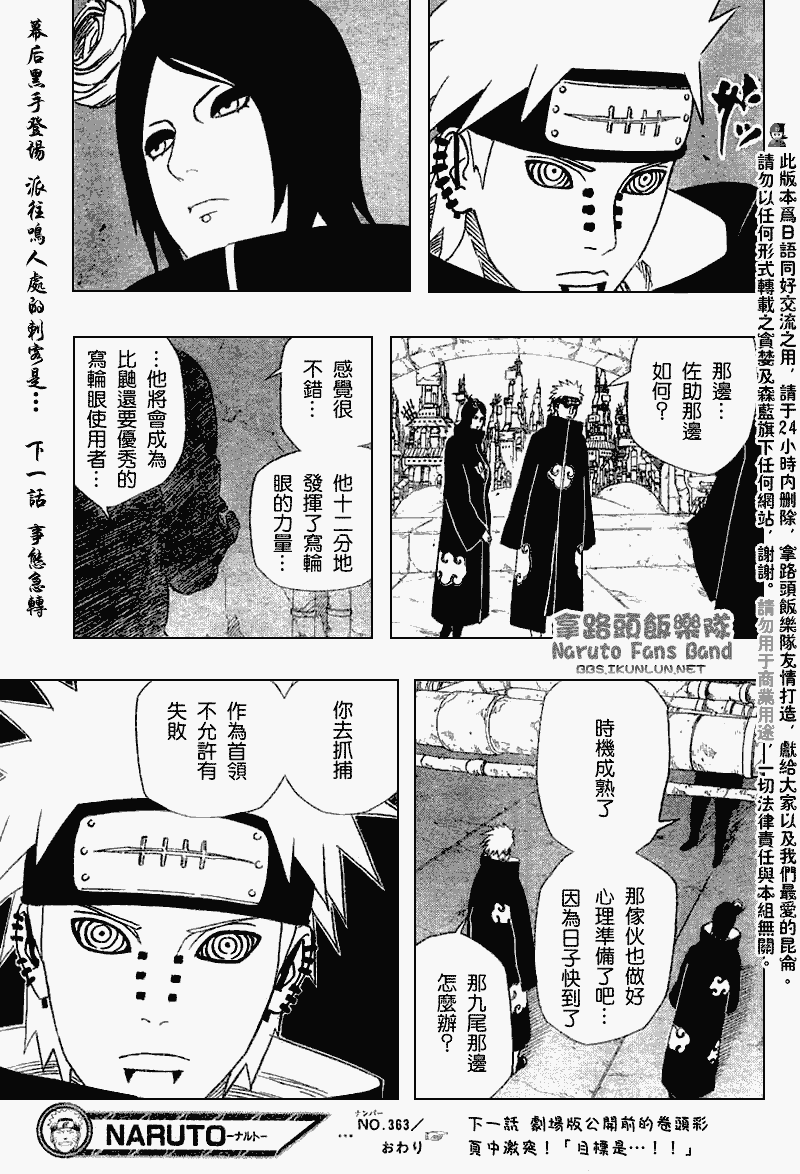 ザッ
此版本爲日語同好交流之用，請于24小時内刪除，拿路頭飯樂隊友情打造，獻給大家以及我們最愛的昆侖。
請勿以任何形式轉載之貪婪及森藍旗下任何網站，謝謝。請勿用于商業用途，一切法律責任與本組無關。
那邊…
佐助那邊
如何？
感覺很
不錯…
他十二分地
發揮了寫輪
眼的力量…
…他將會成為
比鼬還要優秀的
寫輪眼使用者…
拿路頭飯樂隊
Naruto Fans Band
BBS.IKUNLUN.NET
時機成熟了
那傢伙也做好
心理準備了吧…
因為日子快到了
那九尾那邊
怎麼辦？
你去抓捕
作為首領
不允許有
失敗
幕后黑手登場 派往鳴人處的刺客是… 下一話 事態急轉
NARUTO
ーナルトー
ナンバー
…NO.363／
おわり
☞
下一話 劇場版公開前的卷頭彩
頁中激突！「目標是…！！」